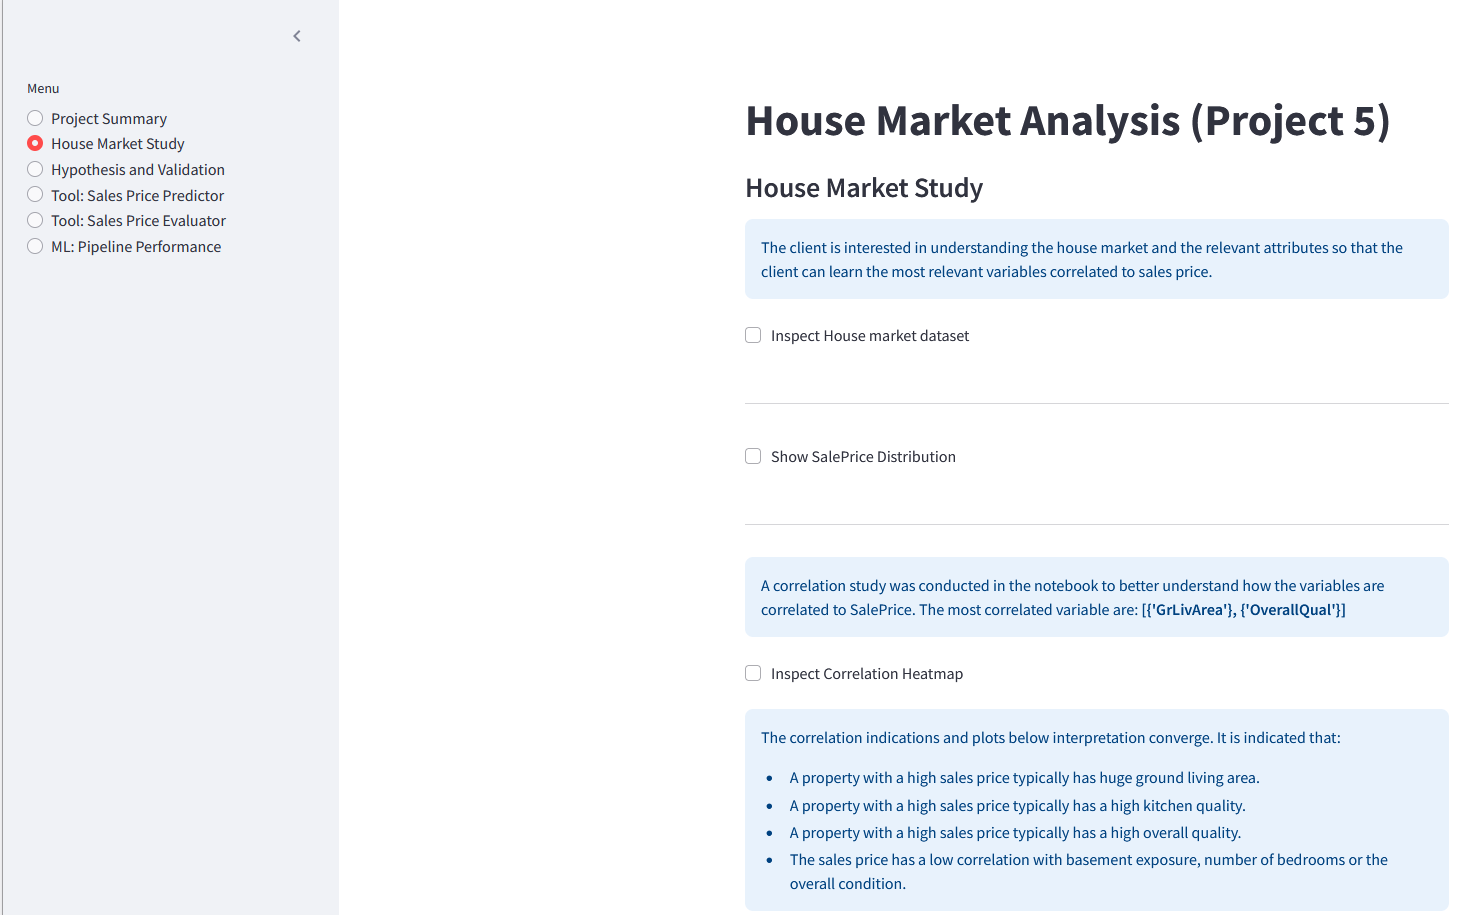 Menu
Project Summary
House Market Study
Hypothesis and Validation
Tool: Sales Price Predictor
Tool: Sales Price Evaluator
ML: Pipeline Performance
House Market Analysis (Project 5)
House Market Study
The client is interested in understanding the house market and the relevant attributes so that the
client can learn the most relevant variables correlated to sales price.
Inspect House market dataset
Show SalePrice Distribution
A correlation study was conducted in the notebook to better understand how the variables are
correlated to SalePrice. The most correlated variable are: [{'GrLivArea'}, {'OverallQual'}]
Inspect Correlation Heatmap
The correlation indications and plots below interpretation converge. It is indicated that:
• A property with a high sales price typically has huge ground living area.
• A property with a high sales price typically has a high kitchen quality.
• A property with a high sales price typically has a high overall quality.
• The sales price has a low correlation with basement exposure, number of bedrooms or the
overall condition.